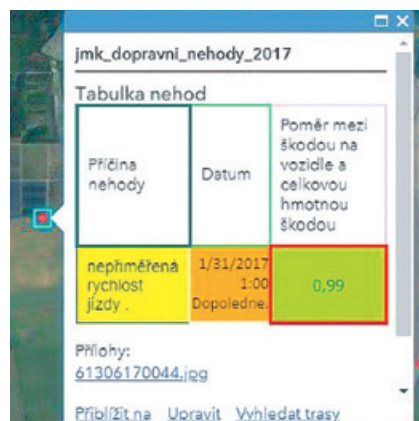 jmk_dopravni_nehody_2017
Tabulka nehod
Příčina
nehody
Datum
Poměr mezi
škodou na
vozidle a
celkovou
hmotnou
škodou
nepřiměřená
rychlost
jízdy .
1/31/2017
1:00
Dopoledne.
0,99
Přílohy:
61306170044.jpg
Přiblížit na Upravit Vyhledat trasy